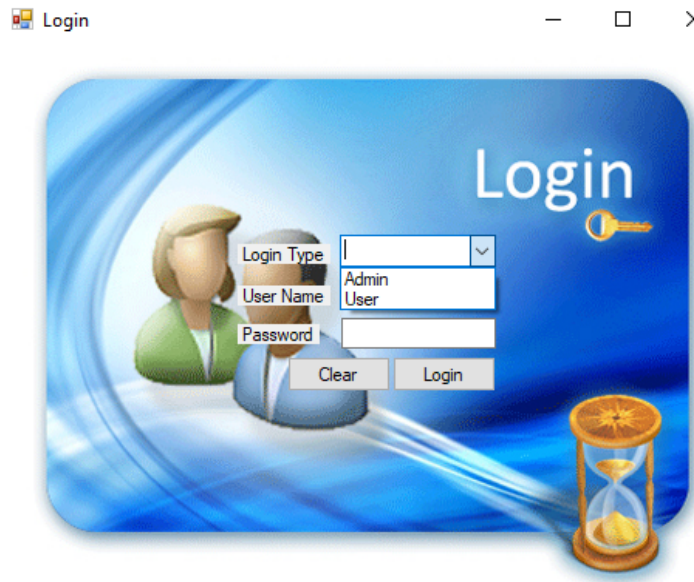 Login
Login
Login Type
Admin
User Name
User
Password
Clear Login